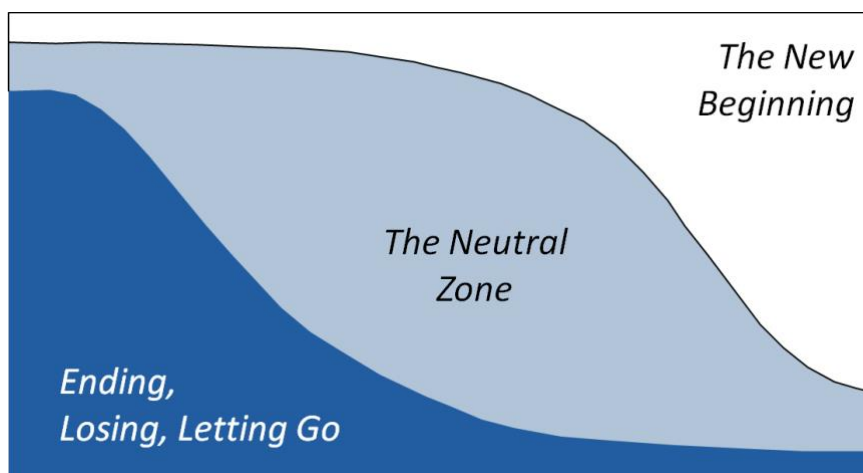 The New
Beginning
The Neutral
Zone
Ending,
Losing, Letting Go